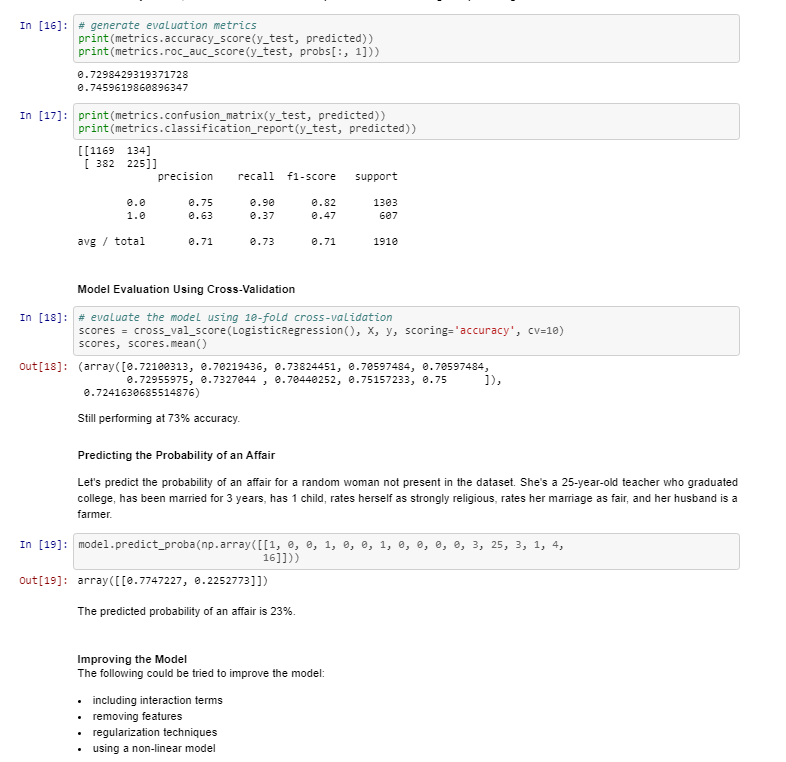 In [16]: # generate evaluation metrics
print(metrics.accuracy_score(y_test, predicted))
print(metrics.roc_auc_score(y_test, probs[:, 1]))
0.7298429319371728
0.7459619860896347
In [17]: print(metrics.confusion_matrix(y_test, predicted))
print(metrics.classification_report(y_test, predicted))
[[1169 134]
[ 382 225]]
precision recall f1-score support
0.0 0.75 0.90 0.82 1303
1.0 0.63 0.37 0.47 607
avg / total 0.71 0.73 0.71 1910
Model Evaluation Using Cross-Validation
In [18]: # evaluate the model using 10-fold cross-validation
scores = cross_val_score(LogisticRegression(), X, y, scoring='accuracy', cv=10)
scores, scores.mean()
Out[18]: (array([0.72100313, 0.70219436, 0.73824451, 0.70597484, 0.70597484,
0.72955975, 0.7327044 , 0.70440252, 0.75157233, 0.75 ]),
0.7241630685514876)
Still performing at 73% accuracy.
Predicting the Probability of an Affair
Let's predict the probability of an affair for a random woman not present in the dataset. She's a 25-year-old teacher who graduated
college, has been married for 3 years, has 1 child, rates herself as strongly religious, rates her marriage as fair, and her husband is a
farmer.
In [19]: model.predict_proba(np.array([[1, 0, 0, 1, 0, 0, 1, 0, 0, 0, 0, 3, 25, 3, 1, 4,
16]]))
Out[19]: array([[0.7747227, 0.2252773]])
The predicted probability of an affair is 23%.
Improving the Model
The following could be tried to improve the model:
• including interaction terms
• removing features
• regularization techniques
• using a non-linear model